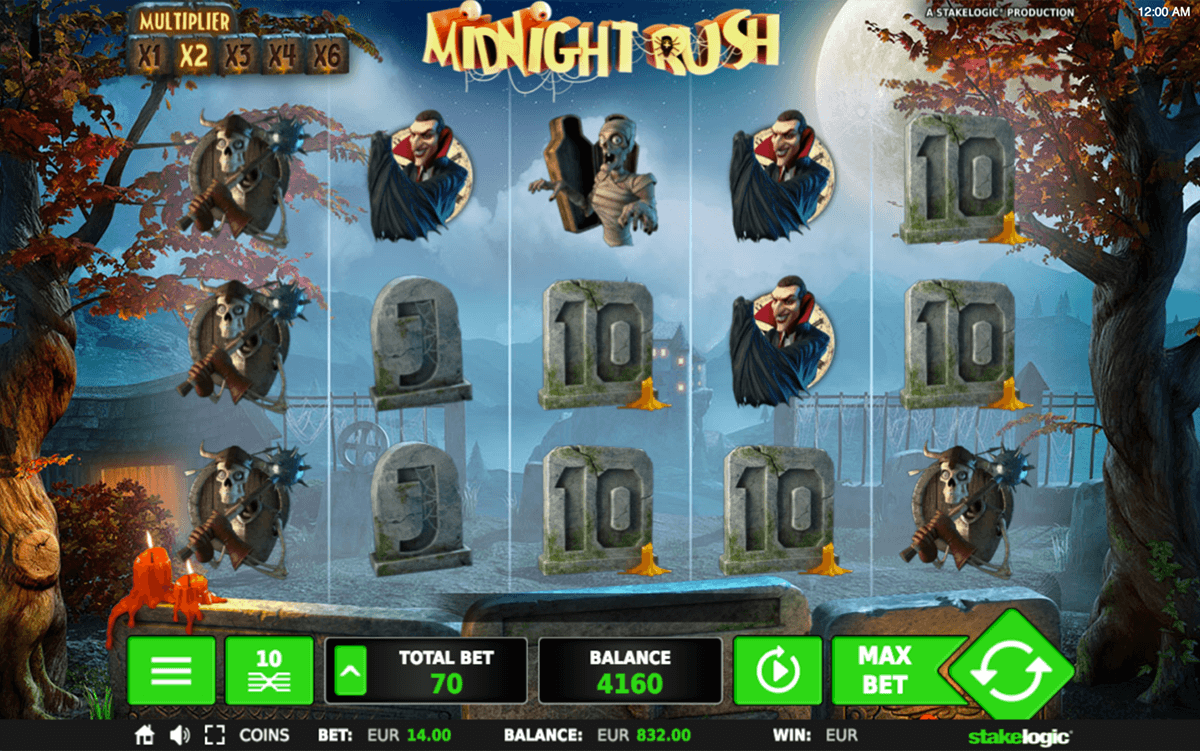 MULTIPLIER
X1 X2 X3 X4 X6
MIDNIGHT RUSH
A STAKELOGIC PRODUCTION
12:00 AM
10
J
10
10
J
10
10
10
TOTAL BET
70
BALANCE
4160
MAX
BET
COINS
BET: EUR 14.00
BALANCE: EUR 832.00
WIN: EUR
stakelogic